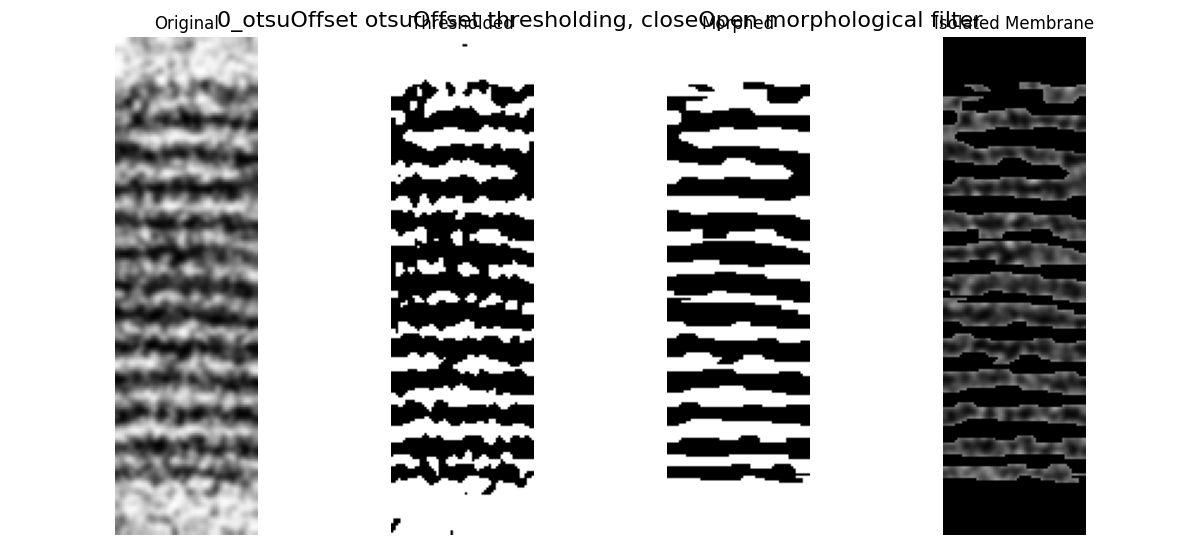 0_otsuOffset otsuOffset thresholding, closeOpen morphological filter
Original
Thresholded
Morphed
Isolated Membrane